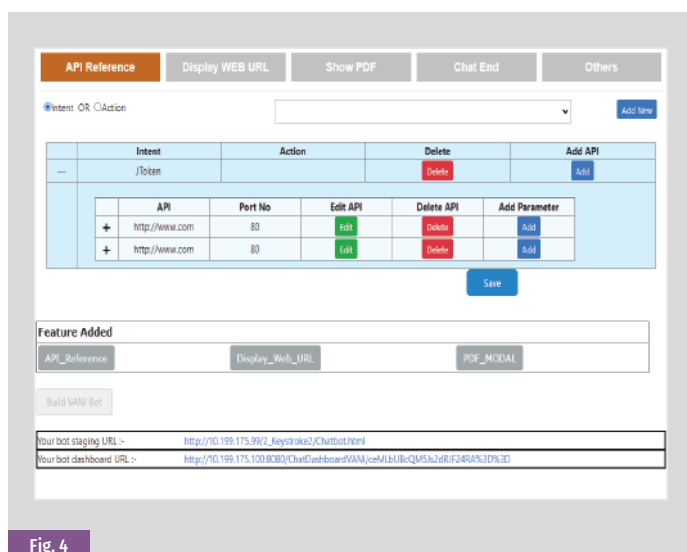 API Reference Display WEB URL Show PDF Chat End Others
Intent OR Action Add New
Intent Action Delete Add API
JToken Delete Add
API Port No Edit API Delete API Add Parameter
+ http://www.com 80 Edit Delete Add
+ http://www.com 80 Edit Delete Add
Save
Feature Added
API_Reference Display_Web_URL PDF_MODAL
Build VANI Bot
Your bot staging URL :- http://10.199.175.99/2_Keystroke2/Chatbot.html
Your bot dashboard URL :-
Fig. 4